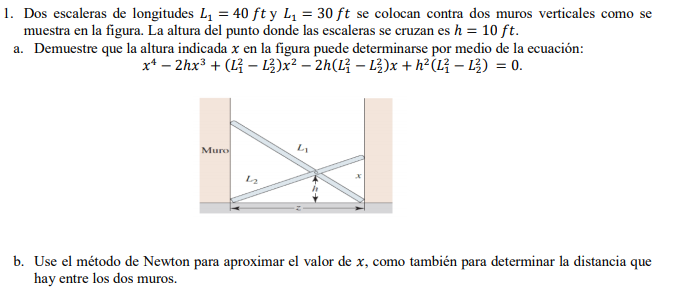 1. Dos escaleras de longitudes L₁ = 40 ft y L₁ = 30 ft se colocan contra dos muros verticales como se
muestra en la figura. La altura del punto donde las escaleras se cruzan es h = 10 ft.
a. Demuestre que la altura indicada x en la figura puede determinarse por medio de la ecuación:
x⁴ − 2hx³ + (L₁² − L₂²)x² − 2h(L₁² − L₂²)x + h²(L₁² − L₂²) = 0.
Muro
L₁
L₂
x
h
z
b. Use el método de Newton para aproximar el valor de x, como también para determinar la distancia que
hay entre los dos muros.